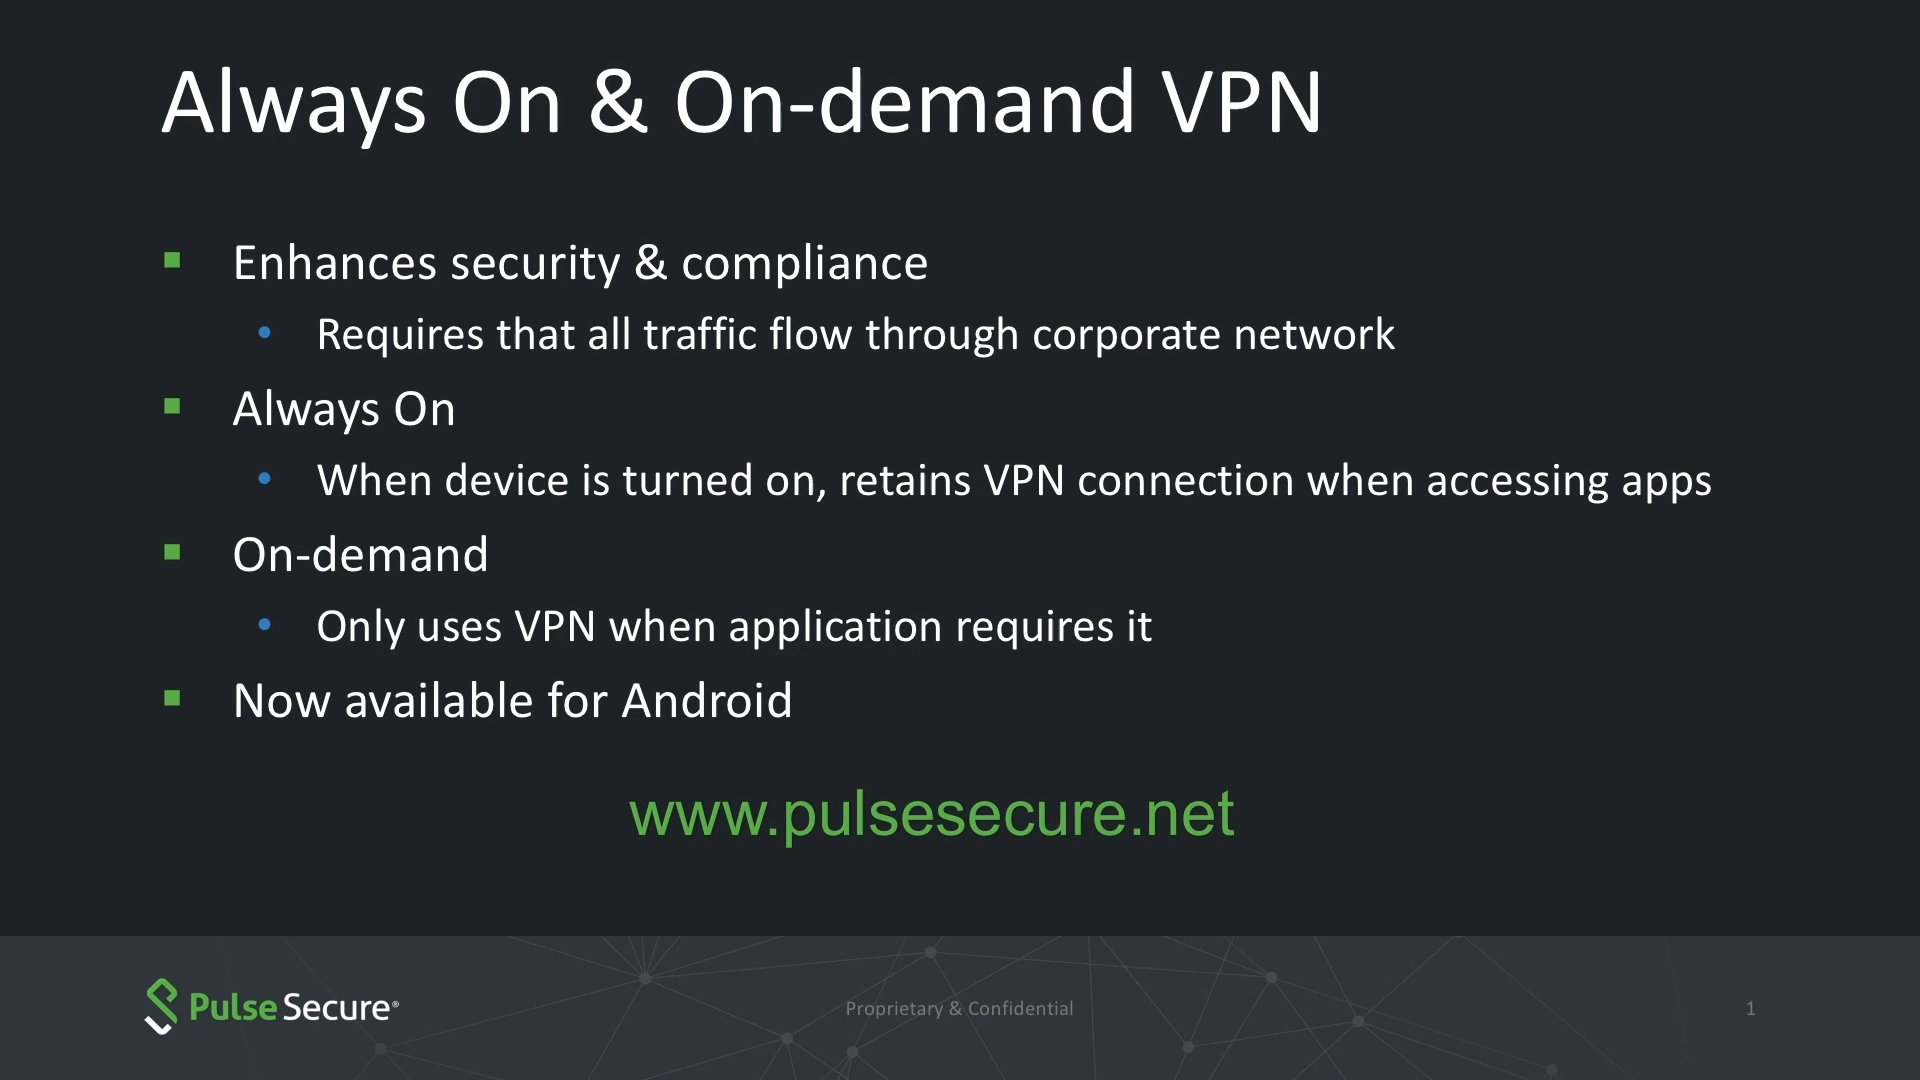 Always On & On-demand VPN
Enhances security & compliance
Requires that all traffic flow through corporate network
Always On
When device is turned on, retains VPN connection when accessing apps
On-demand
Only uses VPN when application requires it
Now available for Android
www.pulsesecure.net
Pulse Secure®
Proprietary & Confidential
1